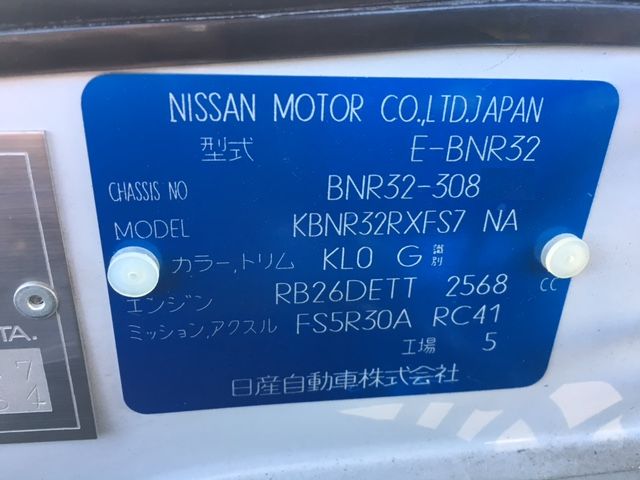 NISSAN MOTOR CO.,LTD.JAPAN
型式 E-BNR32
CHASSIS NO BNR32-308
MODEL KBNR32RXFS7 NA
カラー,トリム KL0 G 識別
エンジン RB26DETT 2568 CC
ミッション,アクスル FS5R30A RC41
工場 5
日産自動車株式会社
TA.
7